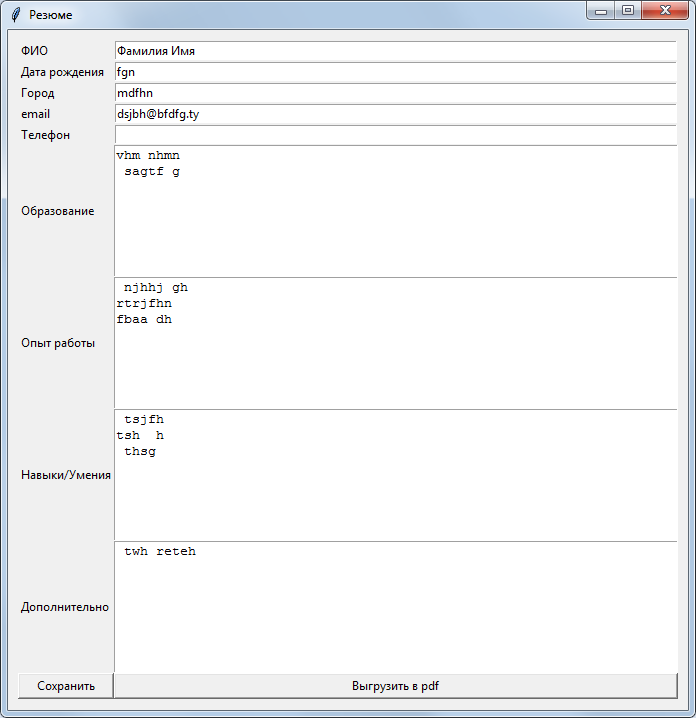 Резюме
ФИО Фамилия Имя
Дата рождения fgn
Город mdfhn
email dsjbh@bfdfg.ty
Телефон
Образование
vhm nhmn
sagtf g
Опыт работы
njhhj gh
rtrjfhn
fbaa dh
Навыки/Умения
tsjfh
tsh  h
thsg
Дополнительно
twh reteh
Сохранить Выгрузить в pdf